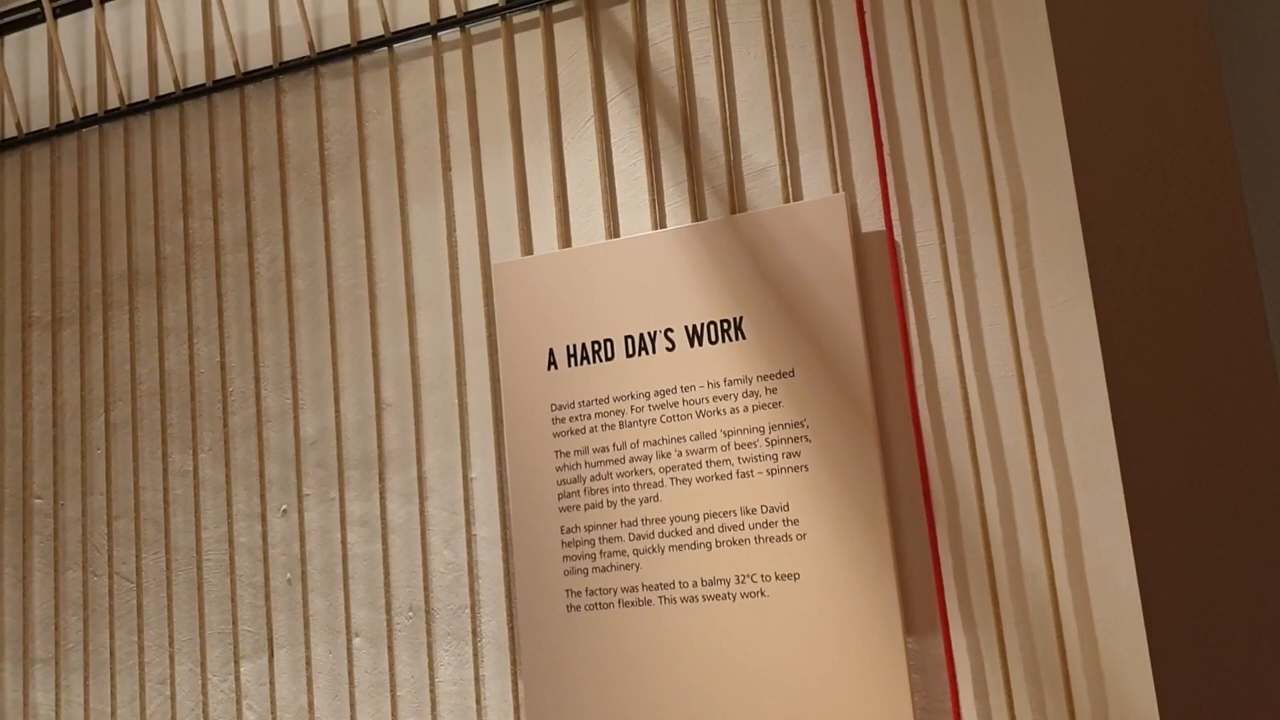 A HARD DAY'S WORK
David started working aged ten – his family needed
the extra money. For twelve hours every day, he
worked at the Blantyre Cotton Works as a piecer.
The mill was full of machines called ‘spinning jennies’,
which hummed away like ‘a swarm of bees’. Spinners,
usually adult workers, operated them, twisting raw
plant fibres into thread. They worked fast – spinners
were paid by the yard.
Each spinner had three young piecers like David
helping them. David ducked and dived under the
moving frame, quickly mending broken threads or
oiling machinery.
The factory was heated to a balmy 32°C to keep
the cotton flexible. This was sweaty work.